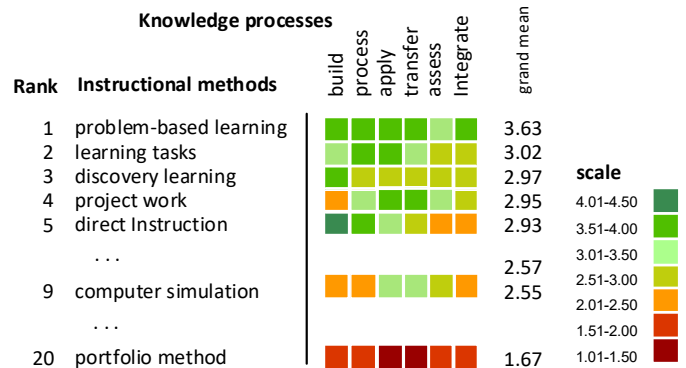 Knowledge processes
build
process
apply
transfer
assess
Integrate
grand mean
Rank Instructional methods
1 problem-based learning 3.63
2 learning tasks 3.02
3 discovery learning 2.97
4 project work 2.95
5 direct Instruction 2.93
. . .
2.57
9 computer simulation 2.55
. . .
20 portfolio method 1.67
scale
4.01-4.50
3.51-4.00
3.01-3.50
2.51-3.00
2.01-2.50
1.51-2.00
1.01-1.50